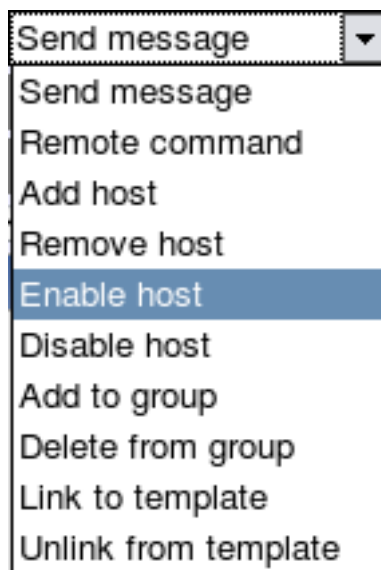 Send message
Send message
Remote command
Add host
Remove host
Enable host
Disable host
Add to group
Delete from group
Link to template
Unlink from template